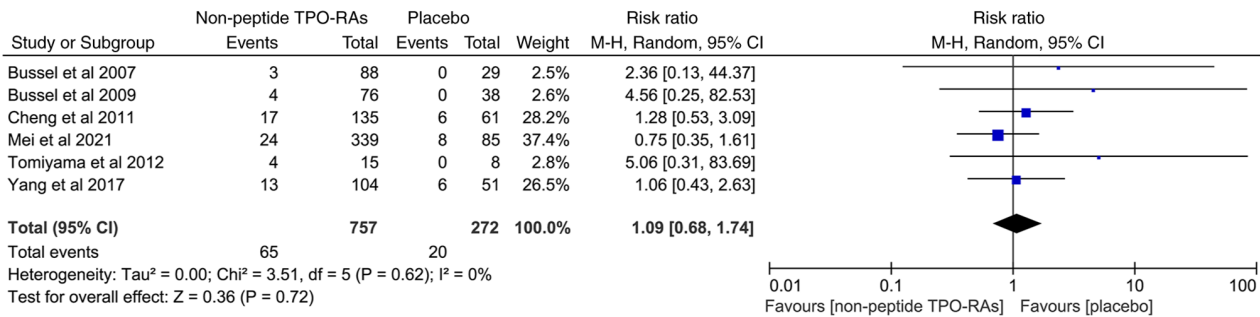 Non-peptide TPO-RAs Placebo Risk ratio Risk ratio
Study or Subgroup Events Total Events Total Weight M-H, Random, 95% CI M-H, Random, 95% CI
Bussel et al 2007 3 88 0 29 2.5% 2.36 [0.13, 44.37]
Bussel et al 2009 4 76 0 38 2.6% 4.56 [0.25, 82.53]
Cheng et al 2011 17 135 6 61 28.2% 1.28 [0.53, 3.09]
Mei et al 2021 24 339 8 85 37.4% 0.75 [0.35, 1.61]
Tomiyama et al 2012 4 15 0 8 2.8% 5.06 [0.31, 83.69]
Yang et al 2017 13 104 6 51 26.5% 1.06 [0.43, 2.63]
Total (95% CI) 757 272 100.0% 1.09 [0.68, 1.74]
Total events 65 20
Heterogeneity: Tau² = 0.00; Chi² = 3.51, df = 5 (P = 0.62); I² = 0%
Test for overall effect: Z = 0.36 (P = 0.72)
0.01 0.1 1 10 100
Favours [non-peptide TPO-RAs] Favours [placebo]